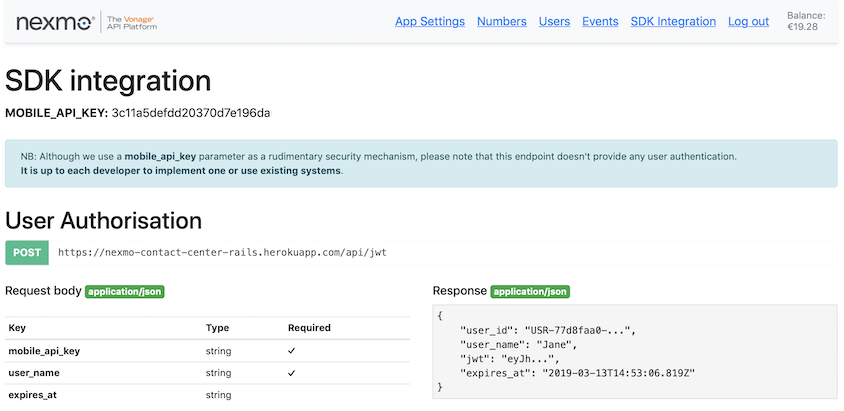 nexmo The Vonage API Platform
App Settings Numbers Users Events SDK Integration Log out Balance: €19.28
SDK integration
MOBILE_API_KEY: 3c11a5defdd20370d7e196da
NB: Although we use a mobile_api_key parameter as a rudimentary security mechanism, please note that this endpoint doesn't provide any user authentication.
It is up to each developer to implement one or use existing systems.
User Authorisation
POST https://nexmo-contact-center-rails.herokuapp.com/api/jwt
Request body application/json
Key Type Required
mobile_api_key string ✓
user_name string ✓
expires_at string
Response application/json
{
"user_id": "USR-77d8faa0-...",
"user_name": "Jane",
"jwt": "eyJh...",
"expires_at": "2019-03-13T14:53:06.819Z"
}